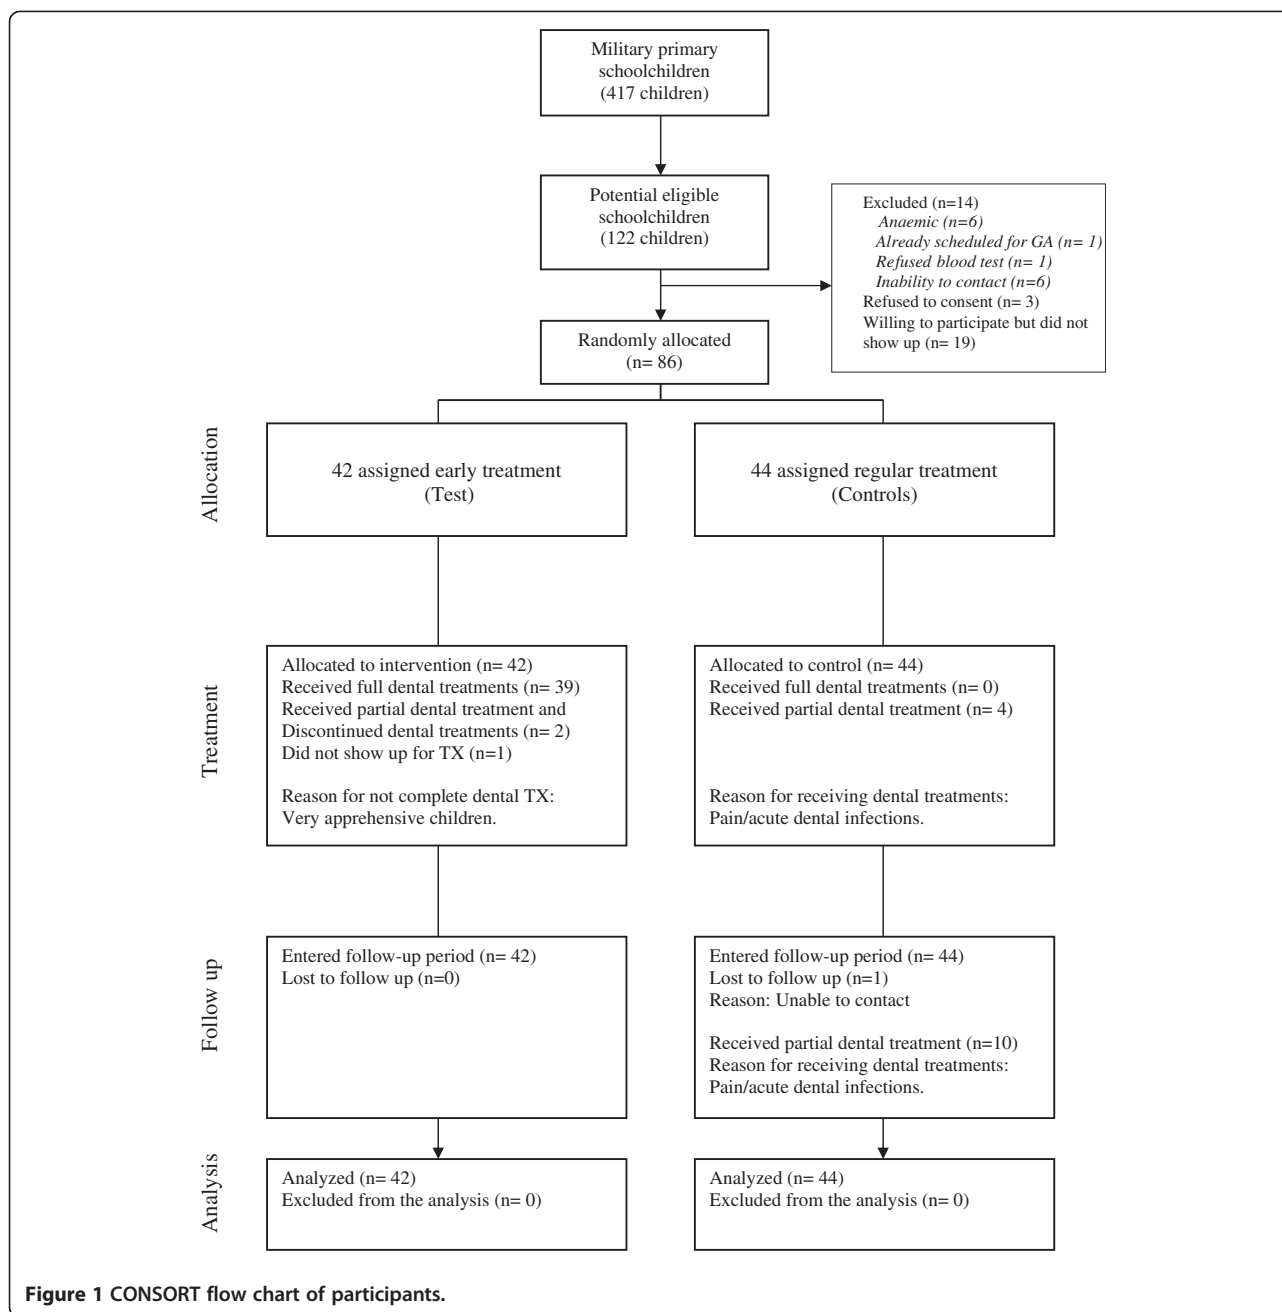 Military primary
schoolchildren
(417 children)
Potential eligible
schoolchildren
(122 children)
Excluded (n=14)
Anaemic (n=6)
Already scheduled for GA (n= 1)
Refused blood test (n= 1)
Inability to contact (n=6)
Refused to consent (n= 3)
Willing to participate but did not
show up (n= 19)
Randomly allocated
(n= 86)
Allocation
42 assigned early treatment
(Test)
44 assigned regular treatment
(Controls)
Treatment
Allocated to intervention (n= 42)
Received full dental treatments (n= 39)
Received partial dental treatment and
Discontinued dental treatments (n= 2)
Did not show up for TX (n=1)
Reason for not complete dental TX:
Very apprehensive children.
Allocated to control (n= 44)
Received full dental treatments (n= 0)
Received partial dental treatment (n= 4)
Reason for receiving dental treatments:
Pain/acute dental infections.
Follow up
Entered follow-up period (n= 42)
Lost to follow up (n=0)
Entered follow-up period (n= 44)
Lost to follow up (n=1)
Reason: Unable to contact
Received partial dental treatment (n=10)
Reason for receiving dental treatments:
Pain/acute dental infections.
Analysis
Analyzed (n= 42)
Excluded from the analysis (n= 0)
Analyzed (n= 44)
Excluded from the analysis (n= 0)
Figure 1 CONSORT flow chart of participants.